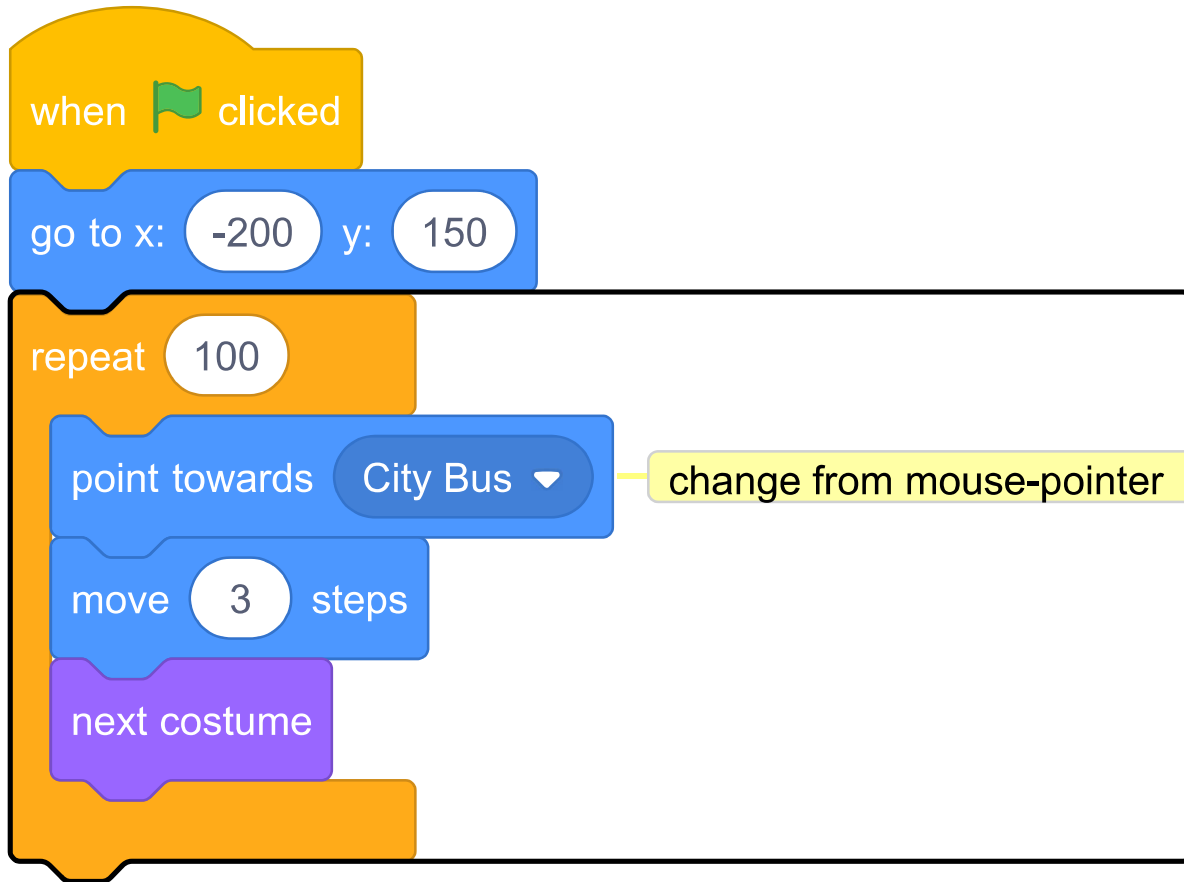 when clicked
go to x: -200 y: 150
repeat 100
point towards City Bus change from mouse-pointer
move 3 steps
next costume